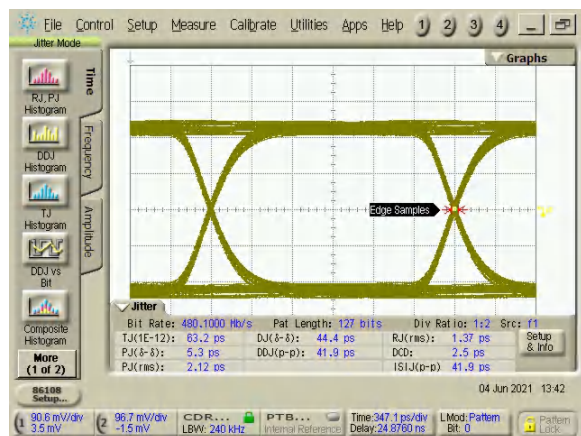 File Control Setup Measure Calibrate Utilities Apps Help 1 2 3 4
Jitter Mode
Graphs
RJ, PJ
Histogram
DDJ
Histogram
TJ
Histogram
DDJ vs
Bit
Composite
Histogram
More
(1 of 2)
86108
Setup...
Time
Frequency
Amplitude
Edge Samples
Jitter
Bit Rate: 480.1000 Mb/s Pat Length: 127 bits Div Ratio: 1:2 Src: f1
TJ(1E-12): 63.2 ps DJ(δ-δ): 44.4 ps RJ(rms): 1.37 ps
PJ(δ-δ): 5.3 ps DDJ(p-p): 41.9 ps DCD: 2.5 ps
PJ(rms): 2.12 ps ISIJ(p-p) 41.9 ps
Setup
& Info
04 Jun 2021 13:42
1 90.6 mV/div
3.5 mV
2 96.7 mV/div
-1.5 mV
CDR...
LBW: 240 kHz
PTB...
Internal Reference
Time:347.1 ps/div
Delay:24.8760 ns
LMod: Pattern
Bit: 0
Pattern
Lock